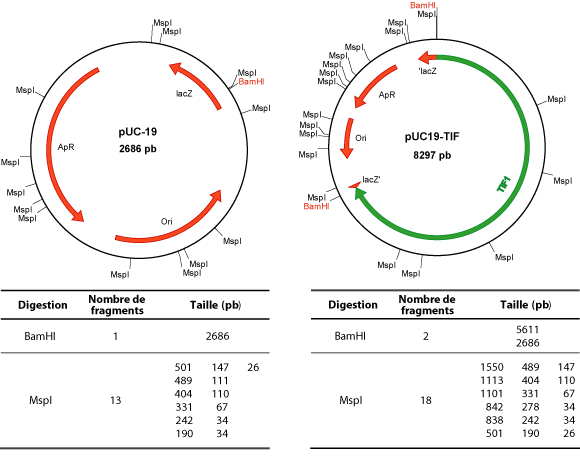 MspI
MspI
MspI
BamHI
lacZ
MspI
MspI
pUC-19
2686 pb
ApR
MspI
MspI
MspI
MspI
Ori
MspI
MspI
MspI
MspI
BamHI
MspI
MspI
MspI
MspI
MspI
MspI
MspI
MspI
'lacZ
ApR
MspI
MspI
MspI
MspI
Ori
MspI
pUC19-TIF
8297 pb
MspI
lacZ'
TIF1
MspI
BamHI
MspI
MspI
Digestion Nombre de fragments Taille (pb)
BamHI 1 2686
MspI 13
501 147 26
489 111
404 110
331 67
242 34
190 34
Digestion Nombre de fragments Taille (pb)
BamHI 2
5611
2686
MspI 18
1550 489 147
1113 404 110
1101 331 67
842 278 34
838 242 34
501 190 26